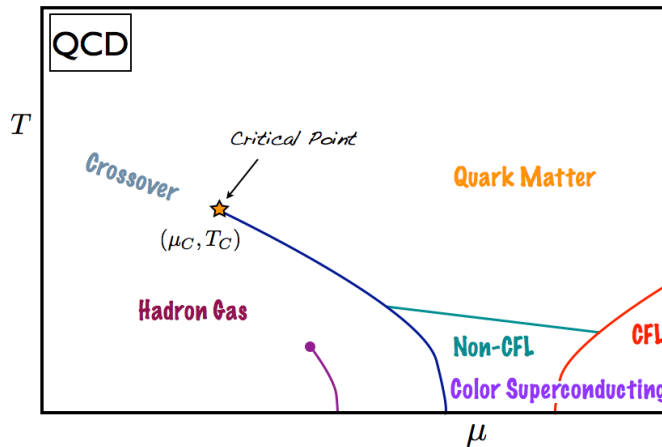 QCD
T
Critical Point
Crossover
Quark Matter
(μ_C, T_C)
Hadron Gas
Non-CFL
CFL
Color Superconducting
μ